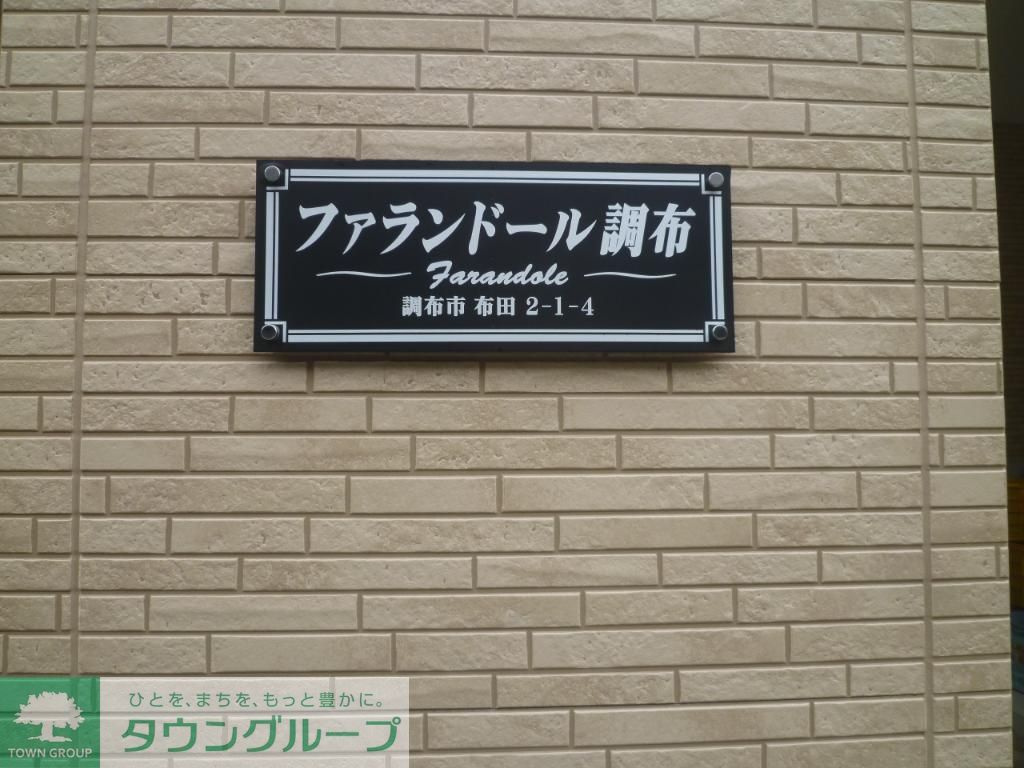 ファランドール調布
Farandole
調布市 布田 2-1-4
ひとを、まちを、もっと豊かに。
タウングループ
TOWN GROUP